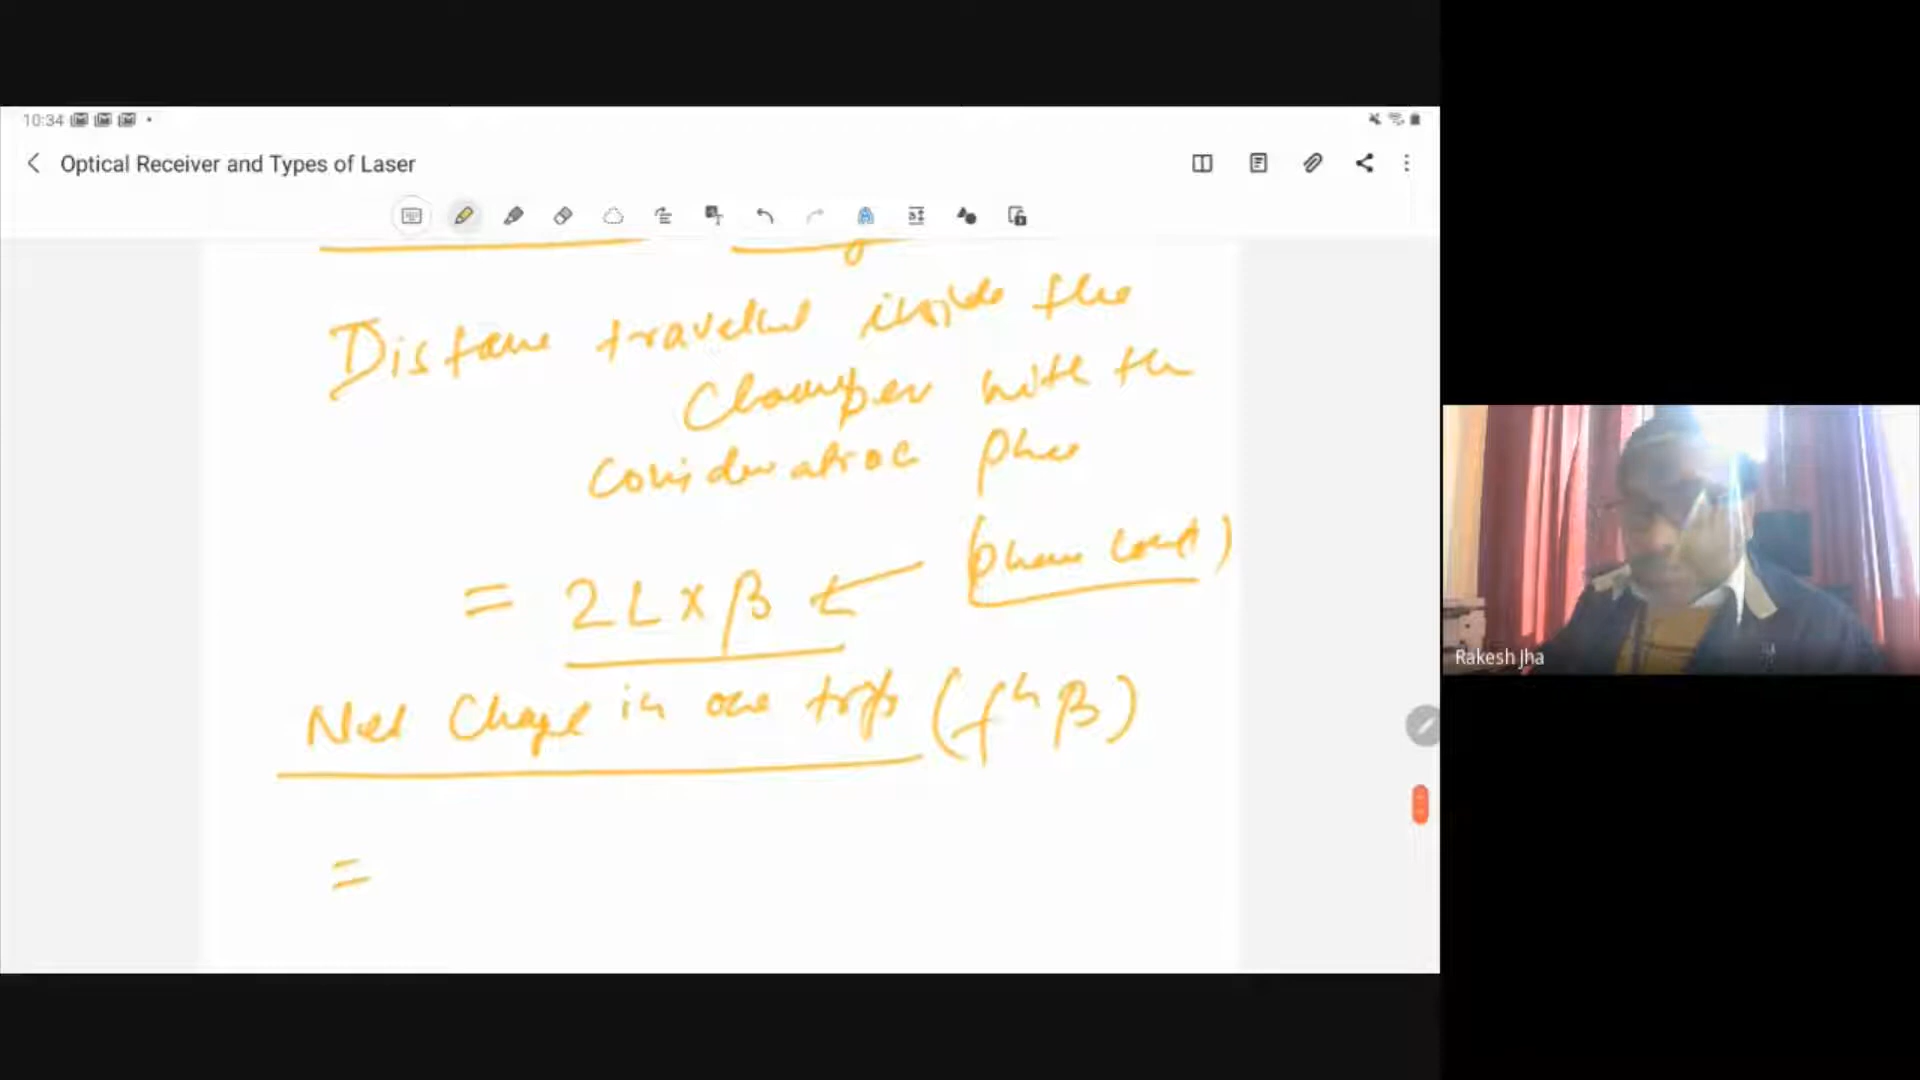 10:34
Optical Receiver and Types of Laser
Distance travelled inside the
Chamber with the
consideration phase
= 2L x β ← (phase const)
Net Change in one trip (fⁿ β)
=
Rakesh Jha